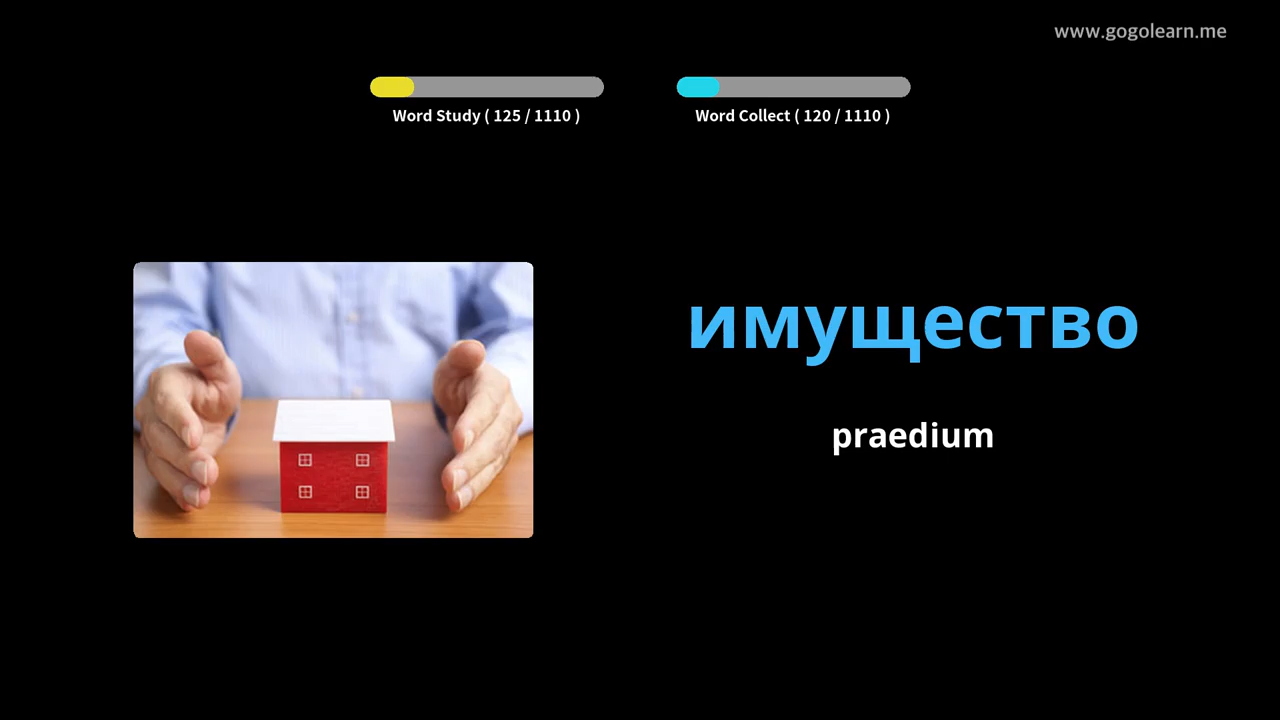 www.gogolearn.me
Word Study ( 125 / 1110 )
Word Collect ( 120 / 1110 )
имущество
praedium